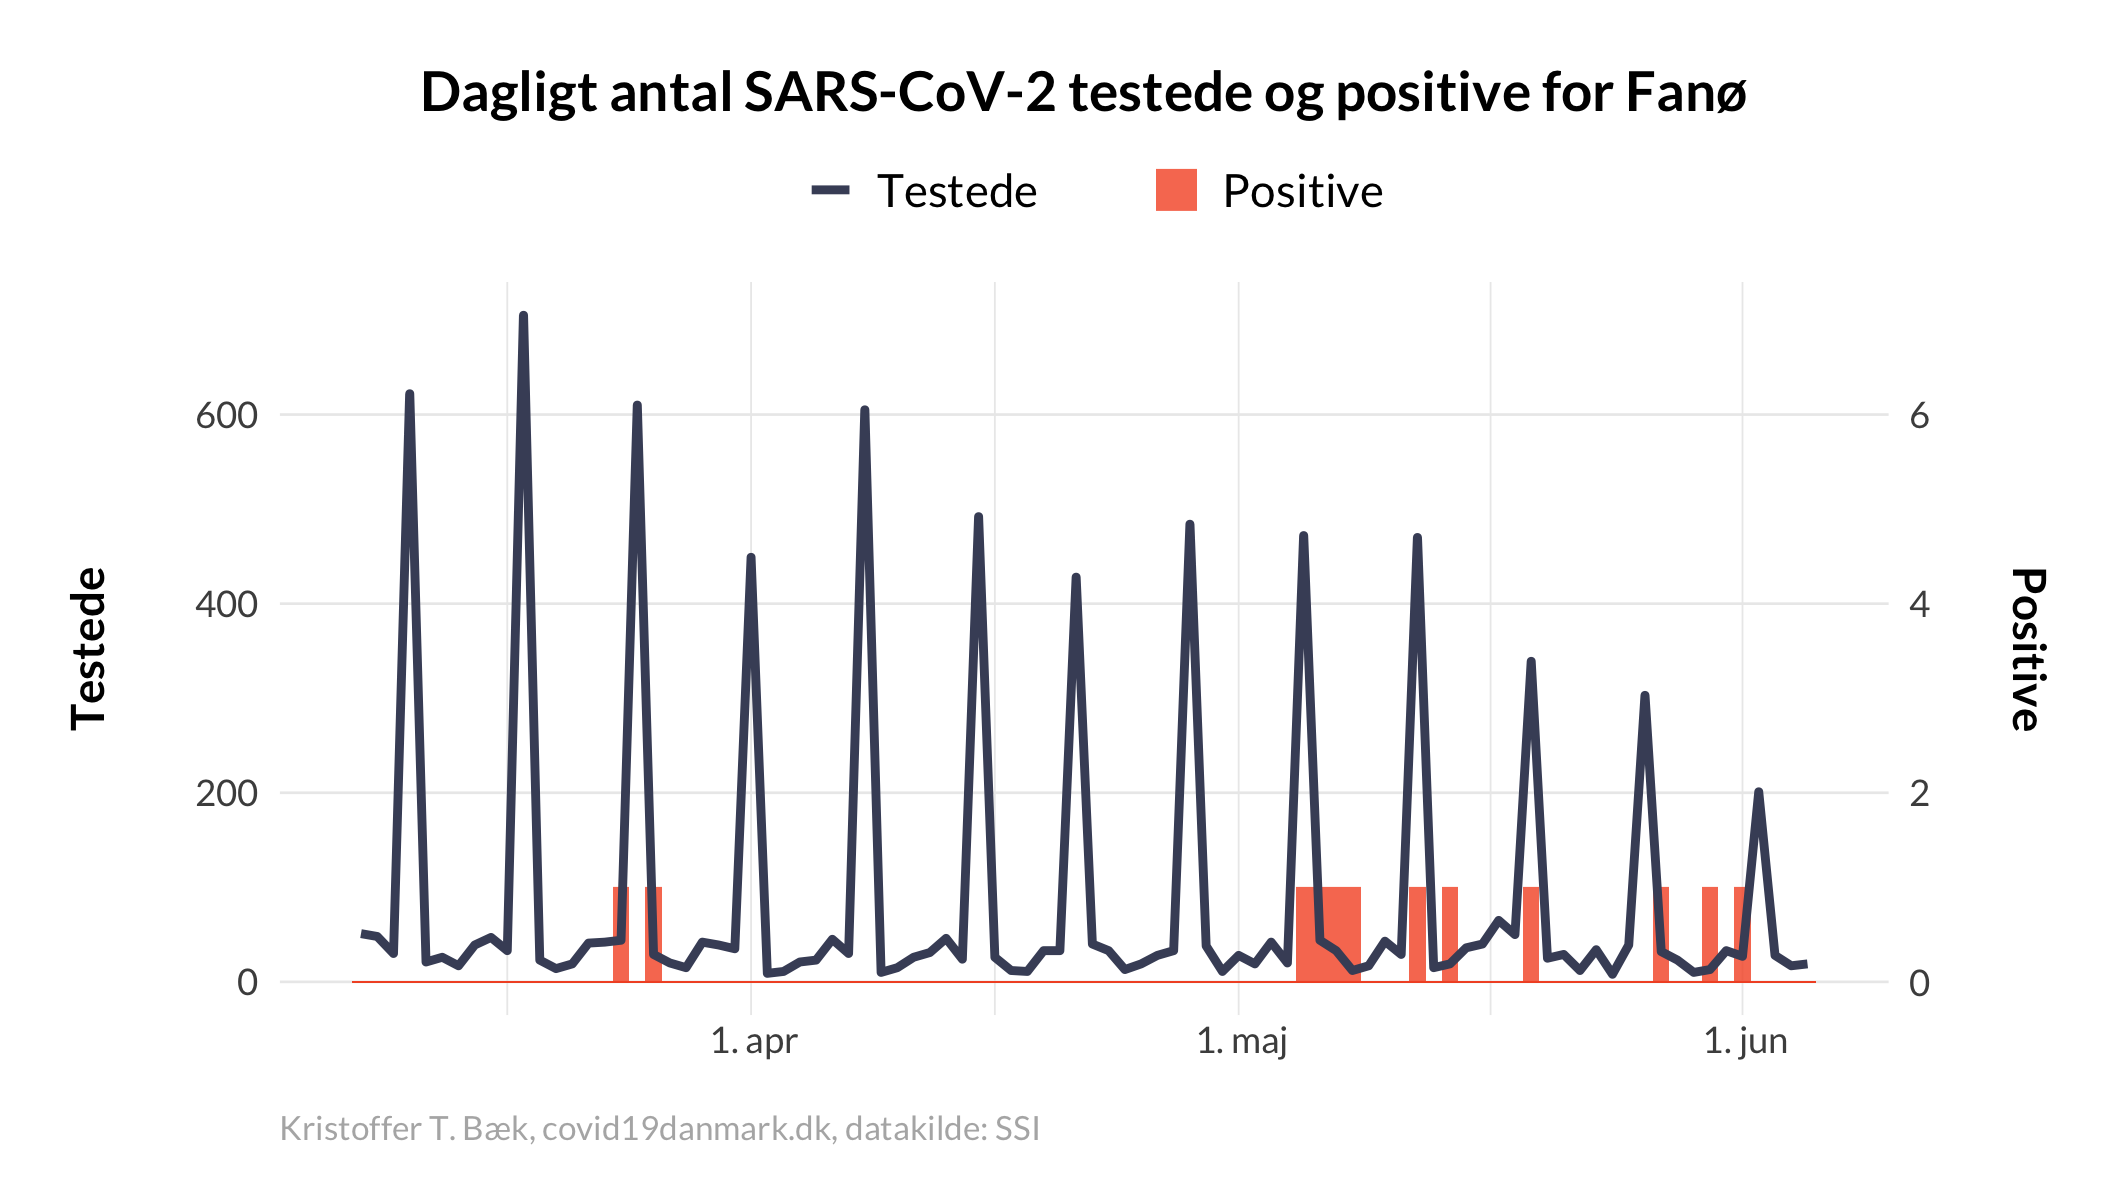 Dagligt antal SARS-CoV-2 testede og positive for Fanø
Testede
Positive
Testede
Positive
600
400
200
0
6
4
2
0
1. apr
1. maj
1. jun
Kristoffer T. Bæk, covid19danmark.dk, datakilde: SSI